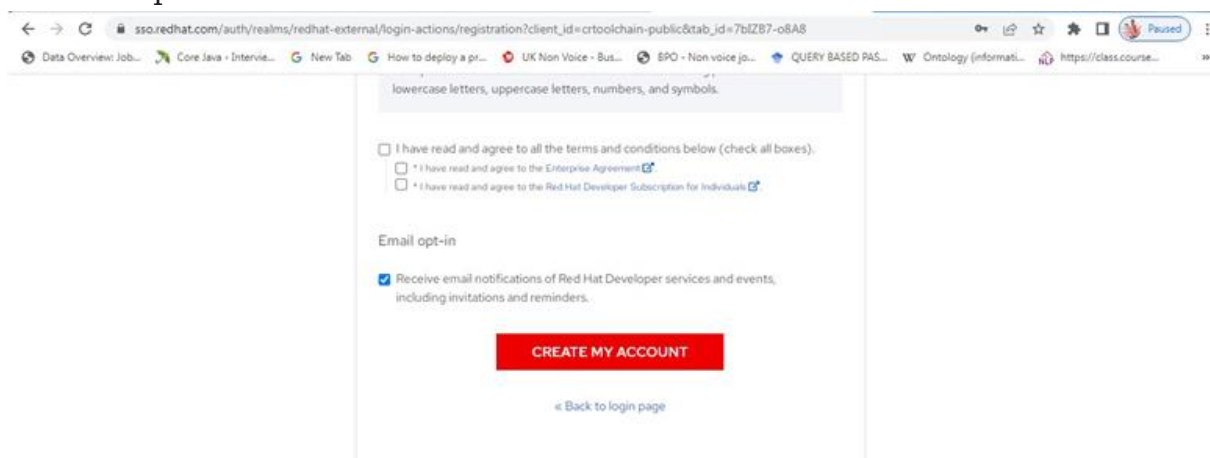 sso.redhat.com/auth/realms/redhat-external/login-actions/registration?client_id=crtoolchain-public&tab_id=7bIZB7-o8A8 Paused
Data Overview: Job... Core Java - Intervie... New Tab How to deploy a pr... UK Non Voice - Bus... BPO - Non voice jo... QUERY BASED PAS... Ontology (informati... https://class.course... »
lowercase letters, uppercase letters, numbers, and symbols.
I have read and agree to all the terms and conditions below (check all boxes).
* I have read and agree to the Enterprise Agreement.
* I have read and agree to the Red Hat Developer Subscription for Individuals.
Email opt-in
Receive email notifications of Red Hat Developer services and events,
including invitations and reminders.
CREATE MY ACCOUNT
« Back to login page